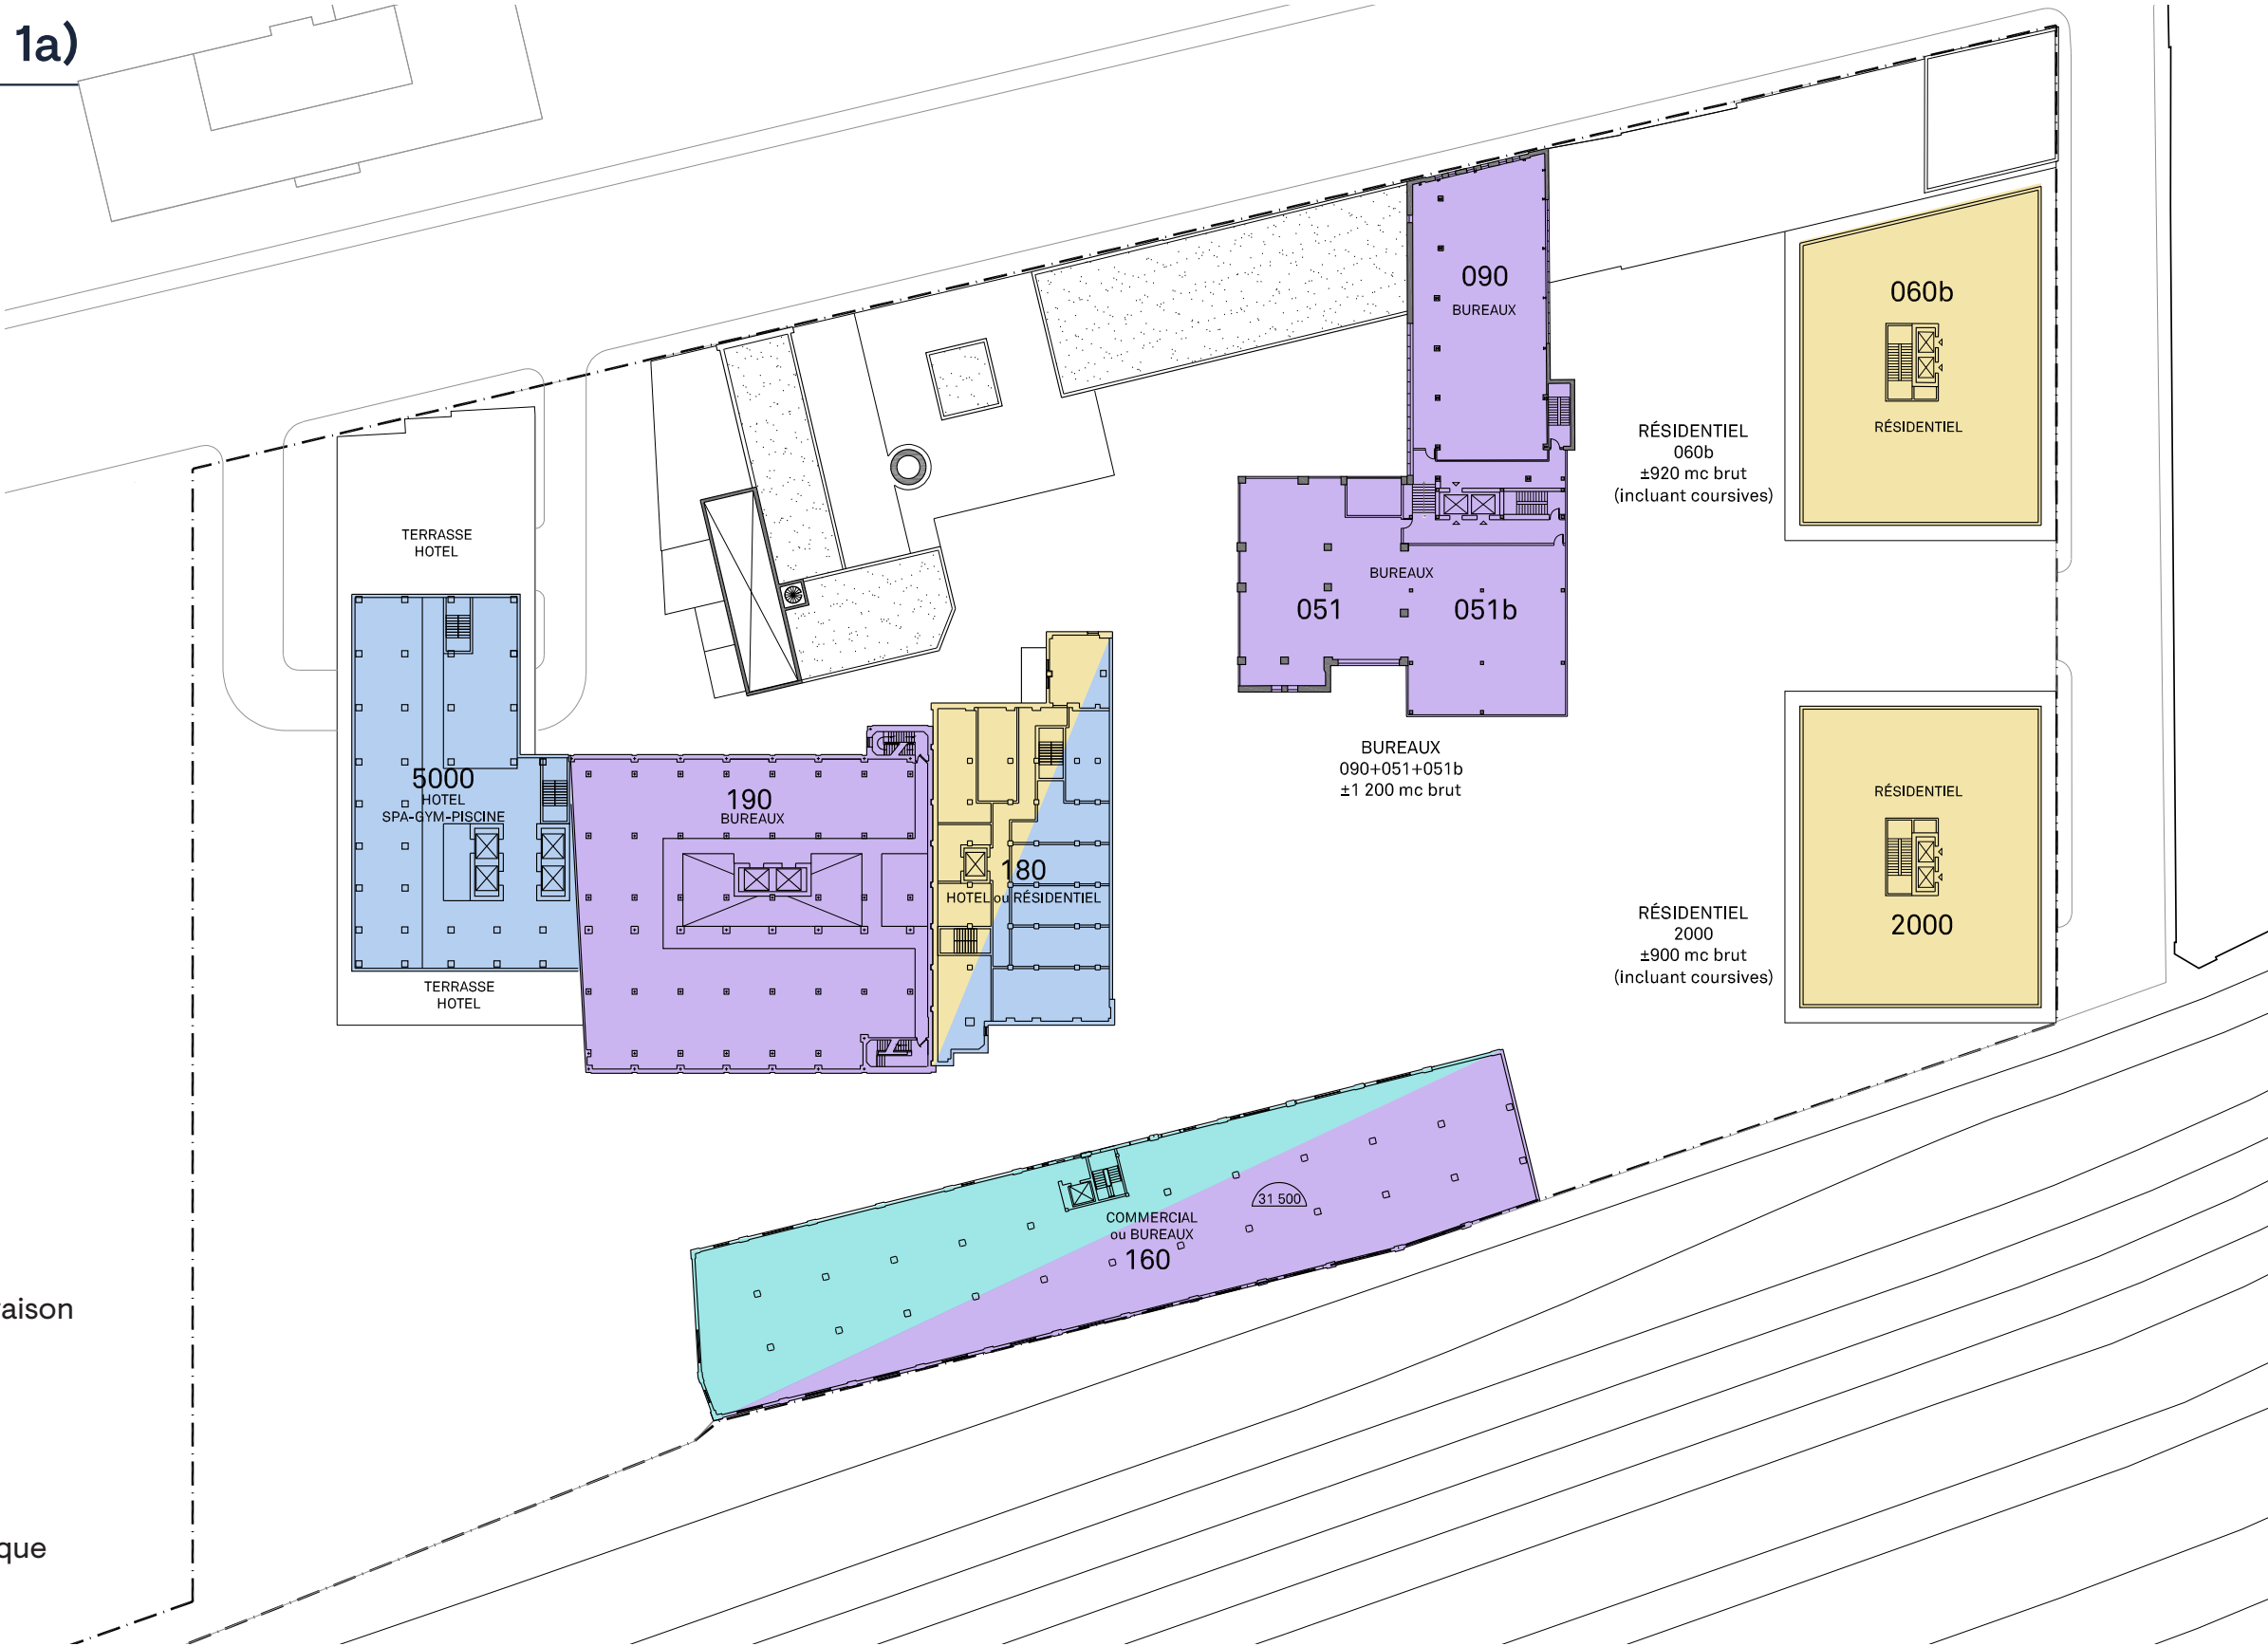 1a)
090
BUREAUX
060b
RÉSIDENTIEL
RÉSIDENTIEL
060b
±920 mc brut
(incluant coursives)
TERRASSE
HOTEL
BUREAUX
051
051b
BUREAUX
090+051+051b
±1 200 mc brut
5000
HOTEL
SPA-GYM-PISCINE
190
BUREAUX
180
HOTEL ou RÉSIDENTIEL
RÉSIDENTIEL
2000
RÉSIDENTIEL
2000
±900 mc brut
(incluant coursives)
TERRASSE
HOTEL
31 500
COMMERCIAL
ou BUREAUX
160
aison
que